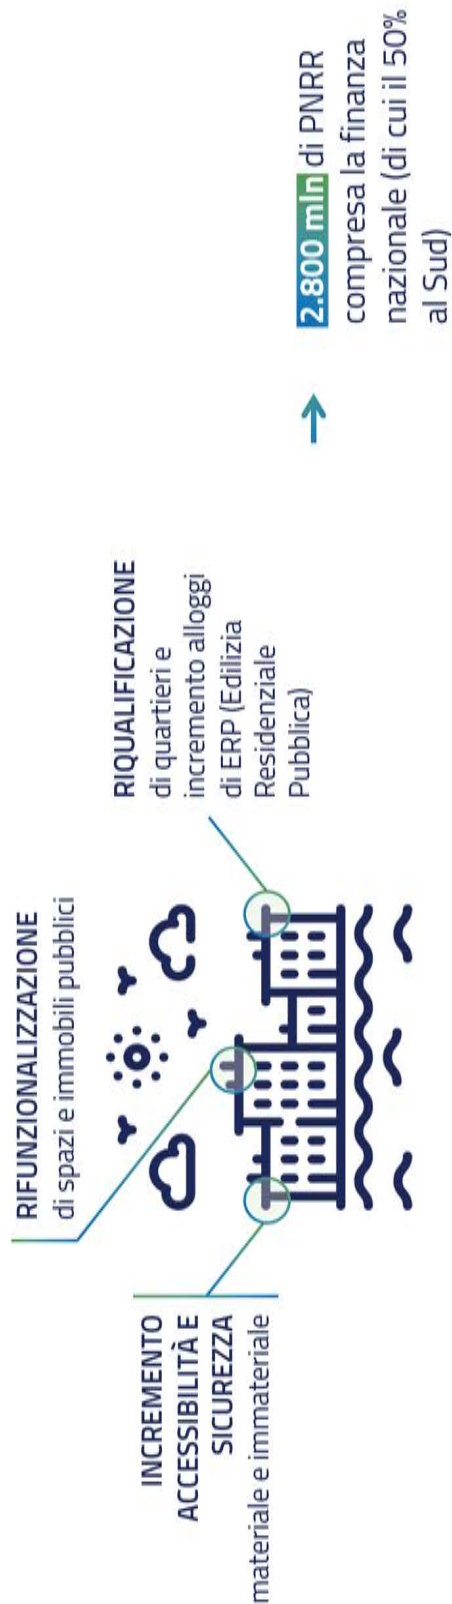 INCREMENTO
ACCESSIBILITÀ E
SICUREZZA
materiale e immateriale
RIFUNZIONALIZZAZIONE
di spazi e immobili pubblici
RIQUALIFICAZIONE
di quartieri e
incremento alloggi
di ERP (Edilizia
Residenziale
Pubblica)
2.800 mln di PNRR
compresa la finanza
nazionale (di cui il 50%
al Sud)